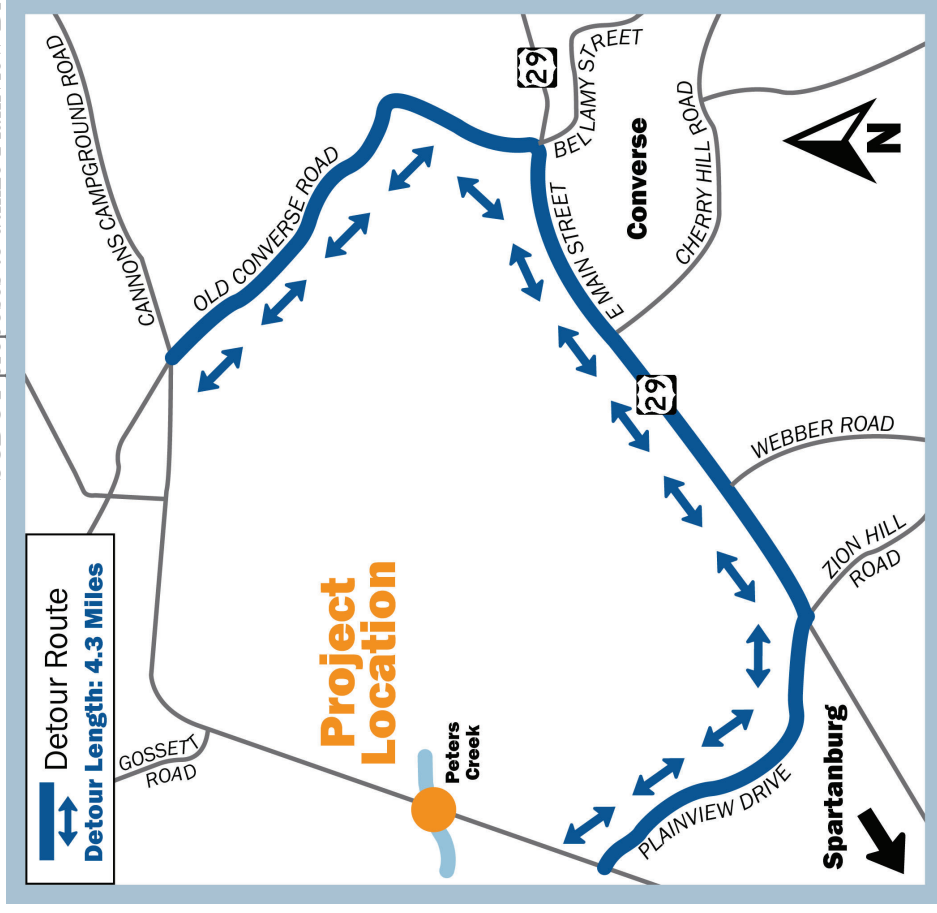 Detour Route
Detour Length: 4.3 Miles
CANNONS CAMPGROUND ROAD
OLD CONVERSE ROAD
GOSSETT
ROAD
Project
Location
Peters
Creek
29
BELLAMY STREET
E MAIN STREET
Converse
CHERRY HILL ROAD
29
WEBBER ROAD
ZION HILL
ROAD
PLAINVIEW DRIVE
Spartanburg
N